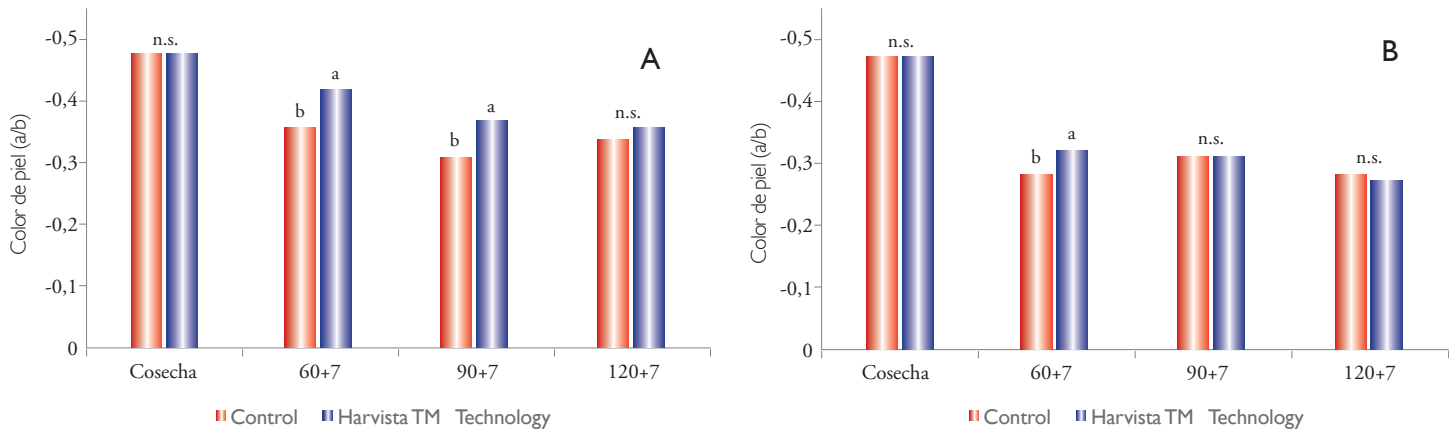 A
Color de piel (a/b)
-0,5
-0,4
-0,3
-0,2
-0,1
0
n.s.
b
a
b
a
n.s.
Cosecha
60+7
90+7
120+7
Control
Harvista TM Technology
B
Color de piel (a/b)
-0,5
-0,4
-0,3
-0,2
-0,1
0
n.s.
b
a
n.s.
n.s.
Cosecha
60+7
90+7
120+7
Control
Harvista TM Technology